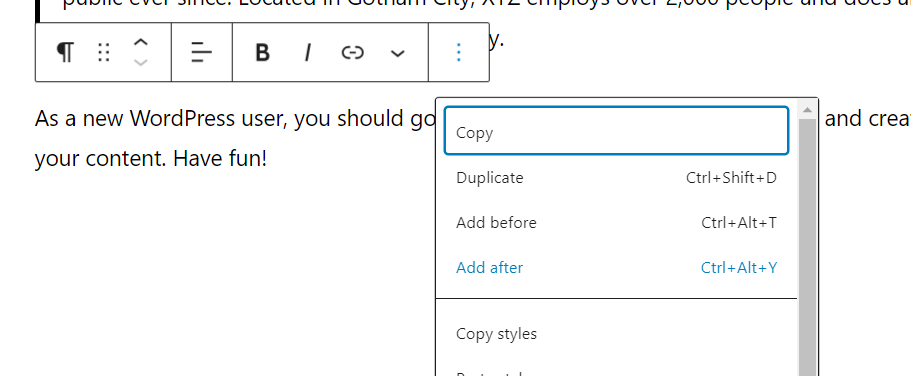 public ever since. Located in Gotham City, XYZ employs over 2,000 people and does
y.
B I
As a new WordPress user, you should go and crea
your content. Have fun!
Copy
Duplicate Ctrl+Shift+D
Add before Ctrl+Alt+T
Add after Ctrl+Alt+Y
Copy styles